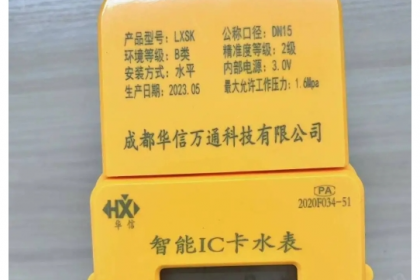 产品型号：LXSK 公称口径：DN15
环境等级：B类 精准度等级：2级
安装方式：水平 内部电源：3.0V
生产日期：2023.05 最大允许工作压力：1.6Mpa
成都华信万通科技有限公司
HX
华信
PA
2020F034-51
智能IC卡水表